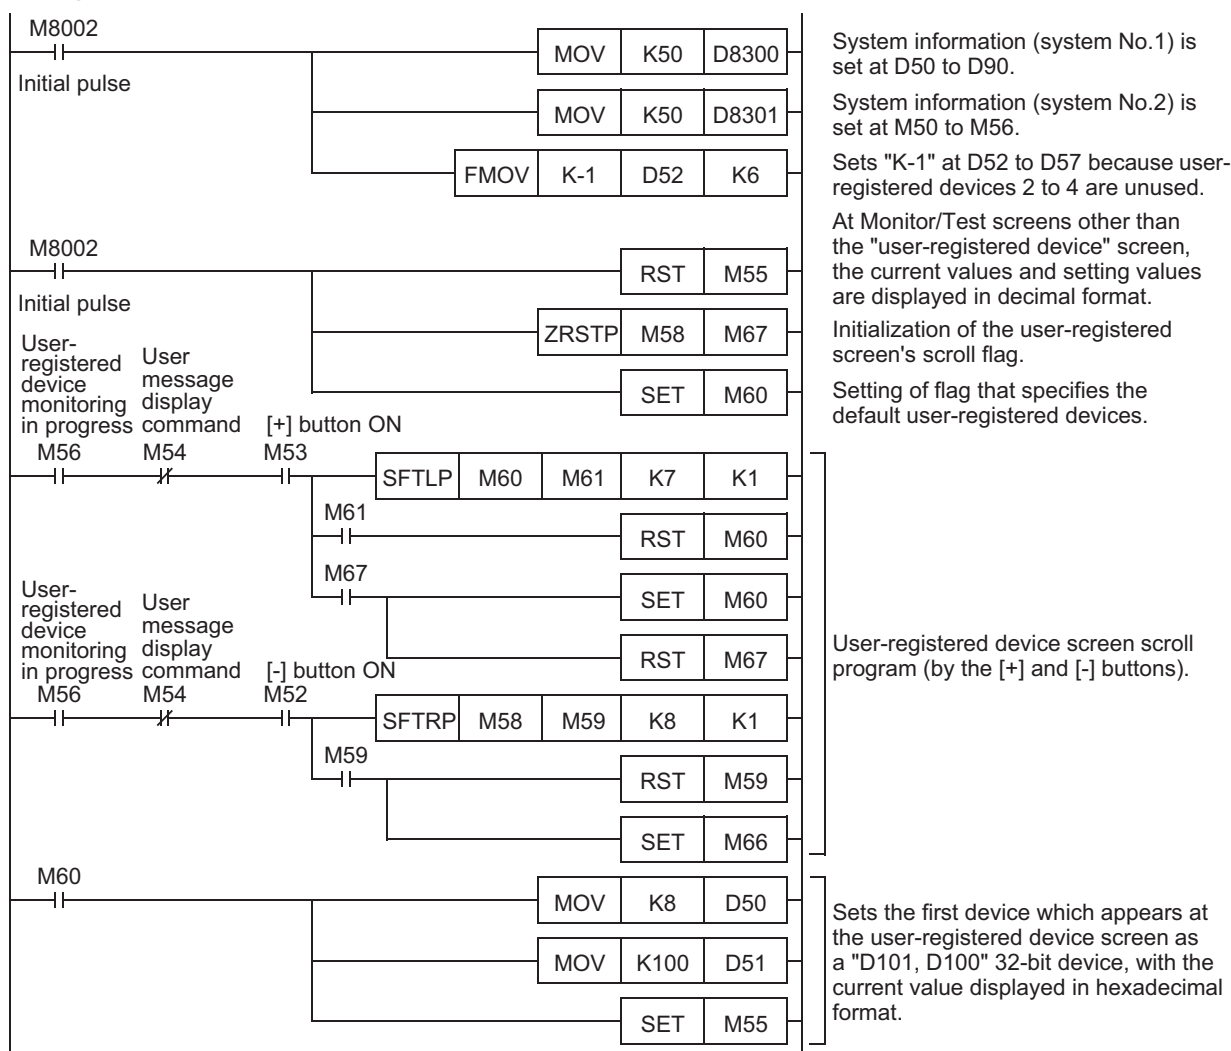 M8002
MOV K50 D8300
System information (system No.1) is
set at D50 to D90.
Initial pulse
MOV K50 D8301
System information (system No.2) is
set at M50 to M56.
FMOV K-1 D52 K6
Sets "K-1" at D52 to D57 because user-
registered devices 2 to 4 are unused.
M8002
RST M55
At Monitor/Test screens other than
the "user-registered device" screen,
the current values and setting values
are displayed in decimal format.
Initial pulse
ZRSTP M58 M67
Initialization of the user-registered
screen's scroll flag.
SET M60
Setting of flag that specifies the
default user-registered devices.
User-
registered
device
monitoring
in progress
User
message
display
command
[+] button ON
M56 M54 M53
SFTLP M60 M61 K7 K1
M61
RST M60
M67
SET M60
RST M67
User-registered device screen scroll
program (by the [+] and [-] buttons).
User-
registered
device
monitoring
in progress
User
message
display
command
[-] button ON
M56 M54 M52
SFTRP M58 M59 K8 K1
M59
RST M59
SET M66
M60
MOV K8 D50
MOV K100 D51
SET M55
Sets the first device which appears at
the user-registered device screen as
a "D101, D100" 32-bit device, with the
current value displayed in hexadecimal
format.